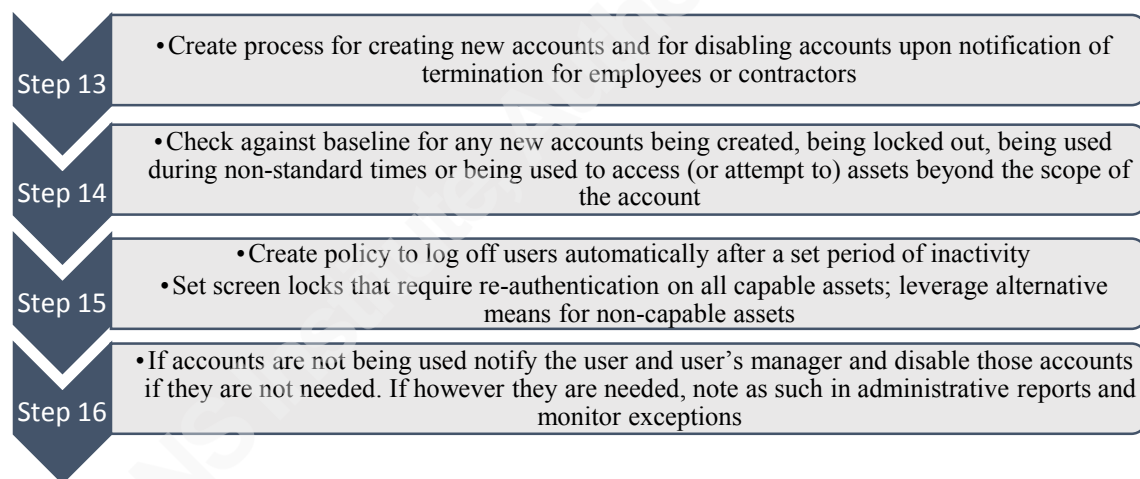 Step 13
•Create process for creating new accounts and for disabling accounts upon notification of
termination for employees or contractors
Step 14
•Check against baseline for any new accounts being created, being locked out, being used
during non-standard times or being used to access (or attempt to) assets beyond the scope of
the account
Step 15
•Create policy to log off users automatically after a set period of inactivity
•Set screen locks that require re-authentication on all capable assets; leverage alternative
means for non-capable assets
Step 16
•If accounts are not being used notify the user and user’s manager and disable those accounts
if they are not needed. If however they are needed, note as such in administrative reports and
monitor exceptions